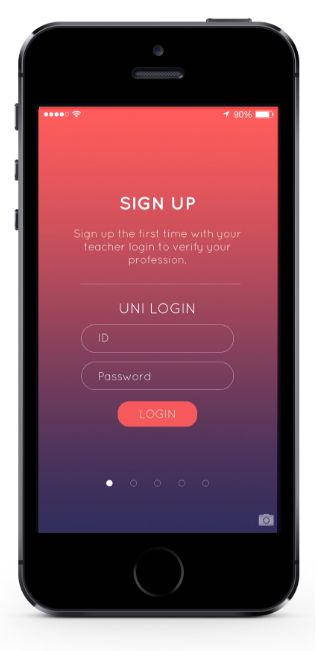 90%
SIGN UP
Sign up the first time with your
teacher login to verify your
profession.
UNI LOGIN
ID
Password
LOGIN